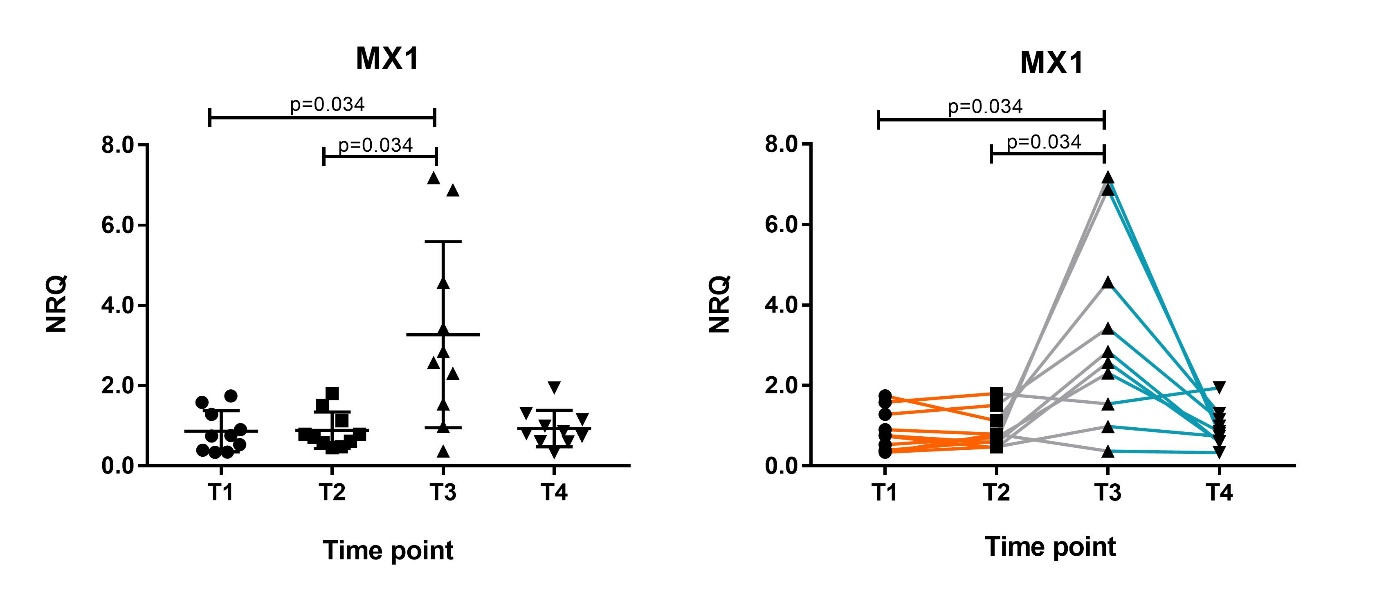 MX1
p=0.034
p=0.034
8.0
6.0
4.0
2.0
0.0
NRQ
T1 T2 T3 T4
Time point
MX1
p=0.034
p=0.034
8.0
6.0
4.0
2.0
0.0
NRQ
T1 T2 T3 T4
Time point